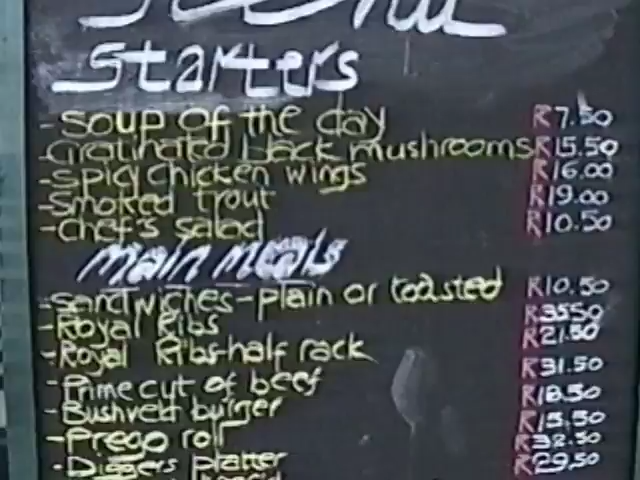 Menu
Starters
-Soup of the day R7.50
-Gratinated black mushrooms R15.50
-Spicy chicken wings R16.00
-Smoked trout R19.00
-Chef's salad R10.50
Main meals
-Sandwiches-plain or toasted R10.50
-Royal Ribs R35.50
-Royal Ribs-half rack R21.50
-Prime cut of beef R31.50
-Bushveld burger R18.50
-Prego roll R15.50
-Diggers platter R38.50
R29.50